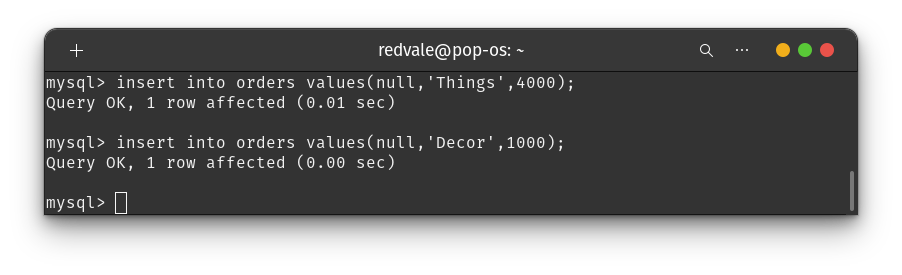 redvale@pop-os: ~
mysql> insert into orders values(null,'Things',4000);
Query OK, 1 row affected (0.01 sec)
mysql> insert into orders values(null,'Decor',1000);
Query OK, 1 row affected (0.00 sec)
mysql>